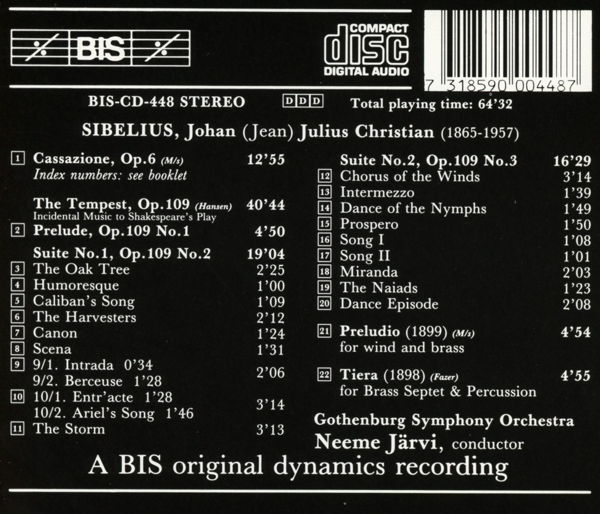 BIS
COMPACT
disc
DIGITAL AUDIO
7 318590 004487
BIS-CD-448 STEREO DDD Total playing time: 64'32
SIBELIUS, Johan (Jean) Julius Christian (1865-1957)
1 Cassazione, Op.6 (M/s) 12'55
Index numbers: see booklet
The Tempest, Op.109 (Hansen) 40'44
Incidental Music to Shakespeare's Play
2 Prelude, Op.109 No.1 4'50
Suite No.1, Op.109 No.2 19'04
3 The Oak Tree 2'25
4 Humoresque 1'00
5 Caliban's Song 1'09
6 The Harvesters 2'12
7 Canon 1'24
8 Scena 1'31
9 9/1. Intrada 0'34
9/2. Berceuse 1'28 2'06
10 10/1. Entr'acte 1'28
10/2. Ariel's Song 1'46 3'14
11 The Storm 3'13
Suite No.2, Op.109 No.3 16'29
12 Chorus of the Winds 3'14
13 Intermezzo 1'39
14 Dance of the Nymphs 1'49
15 Prospero 1'50
16 Song I 1'08
17 Song II 1'01
18 Miranda 2'03
19 The Naiads 1'23
20 Dance Episode 2'08
21 Preludio (1899) (M/s) 4'54
for wind and brass
22 Tiera (1898) (Fazer) 4'55
for Brass Septet & Percussion
Gothenburg Symphony Orchestra
Neeme Järvi, conductor
A BIS original dynamics recording